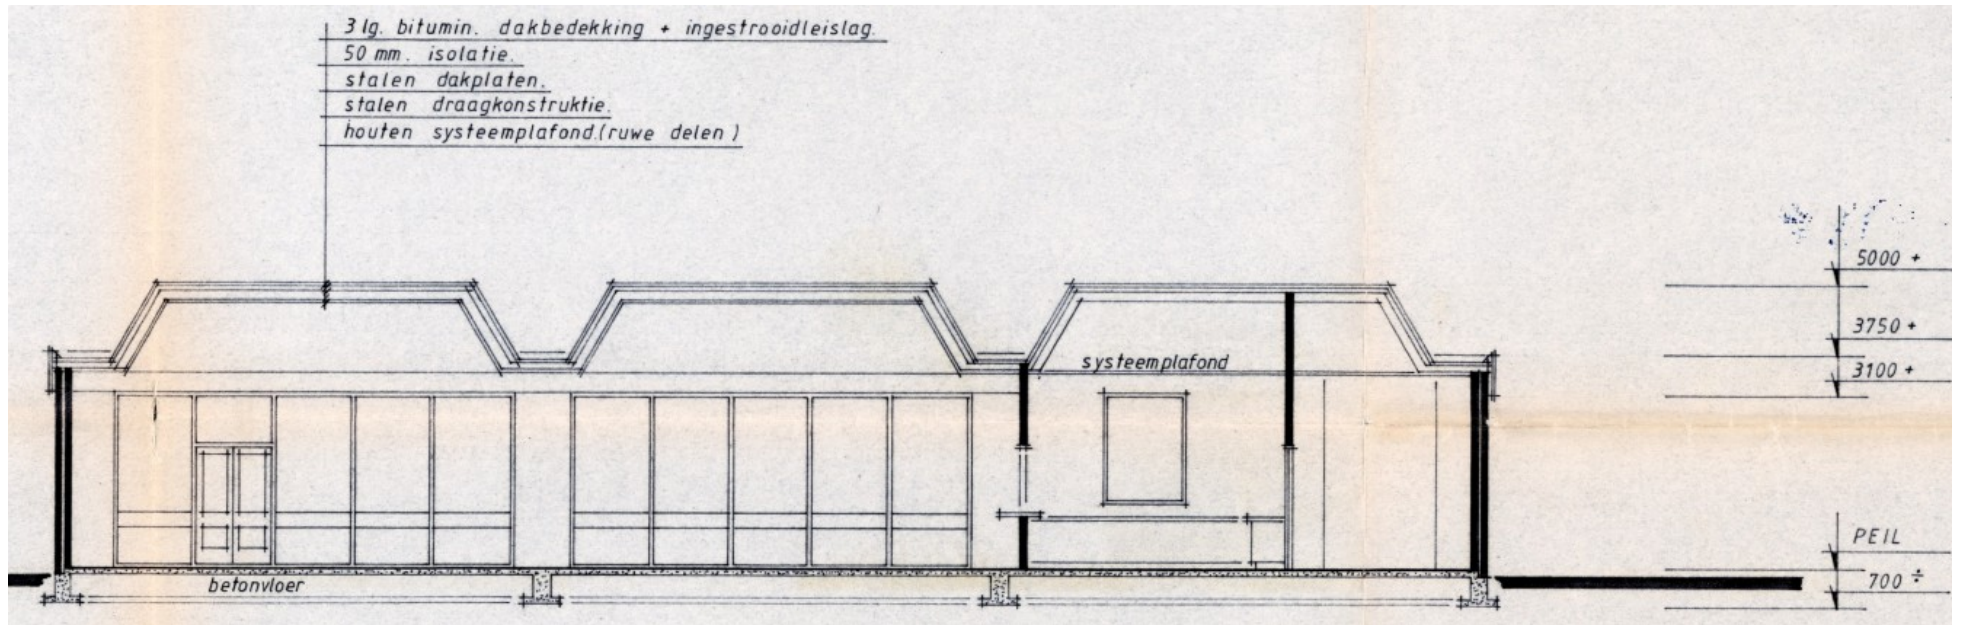 3 lg. bitumin. dakbedekking + ingestrooidleislag.
50 mm. isolatie.
stalen dakplaten.
stalen draagkonstruktie.
houten systeemplafond.(ruwe delen)
5000 +
3750 +
systeemplafond
3100 +
PEIL
betonvloer
700 ÷